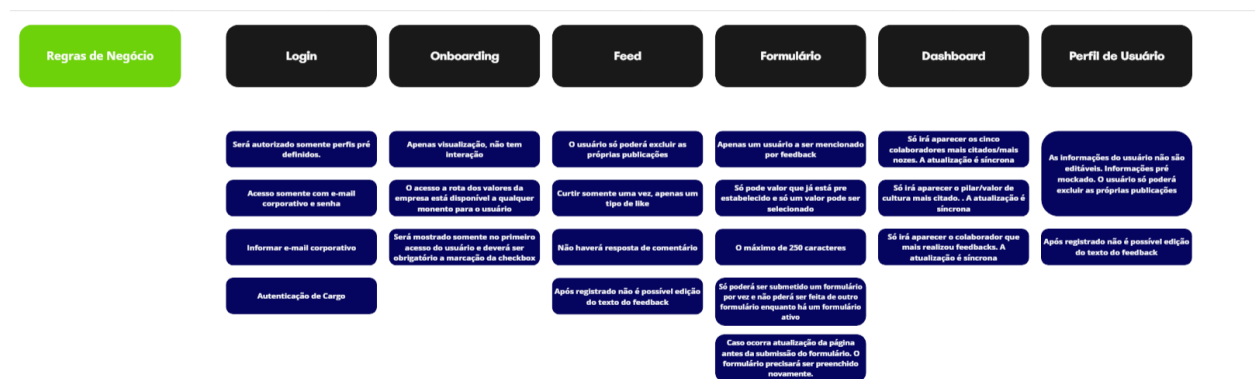 Regras de Negócio
Login
Onboarding
Feed
Formulário
Dashboard
Perfil de Usuário
Será autorizado somente perfis pré
definidos.
Acesso somente com e-mail
corporativo e senha
Informar e-mail corporativo
Autenticação de Cargo
Apenas visualização, não tem
interação
O acesso a rota dos valores da
empresa está disponível a qualquer
monento para o usuário
Será mostrado somente no primeiro
acesso do usuário e deverá ser
obrigatório a marcação da checkbox
O usuário só poderá excluir as
próprias publicações
Curtir somente uma vez, apenas um
tipo de like
Não haverá resposta de comentário
Após registrado não é possível edição
do texto do feedback
Apenas um usuário a ser mencionado
por feedback
Só pode valor que já está pre
estabelecido e só um valor pode ser
selecionado
O máximo de 250 caracteres
Só poderá ser submetido um formulário
por vez e não pderá ser feita de outro
formulário enquanto há um formulário
ativo
Caso ocorra atualização da página
antes da submissão do formulário. O
formulário precisará ser preenchido
novamente.
Só irá aparecer os cinco
colaboradores mais citados/mais
nozes. A atualização é síncrona
Só irá aparecer o pilar/valor de
cultura mais citado. . A atualização é
síncrona
Só irá aparecer o colaborador que
mais realizou feedbacks. A
atualização é síncrona
As informações do usuário não são
editáveis. Informações pré
mockado. O usuário só poderá
excluir as próprias publicações
Após registrado não é possível edição
do texto do feedback